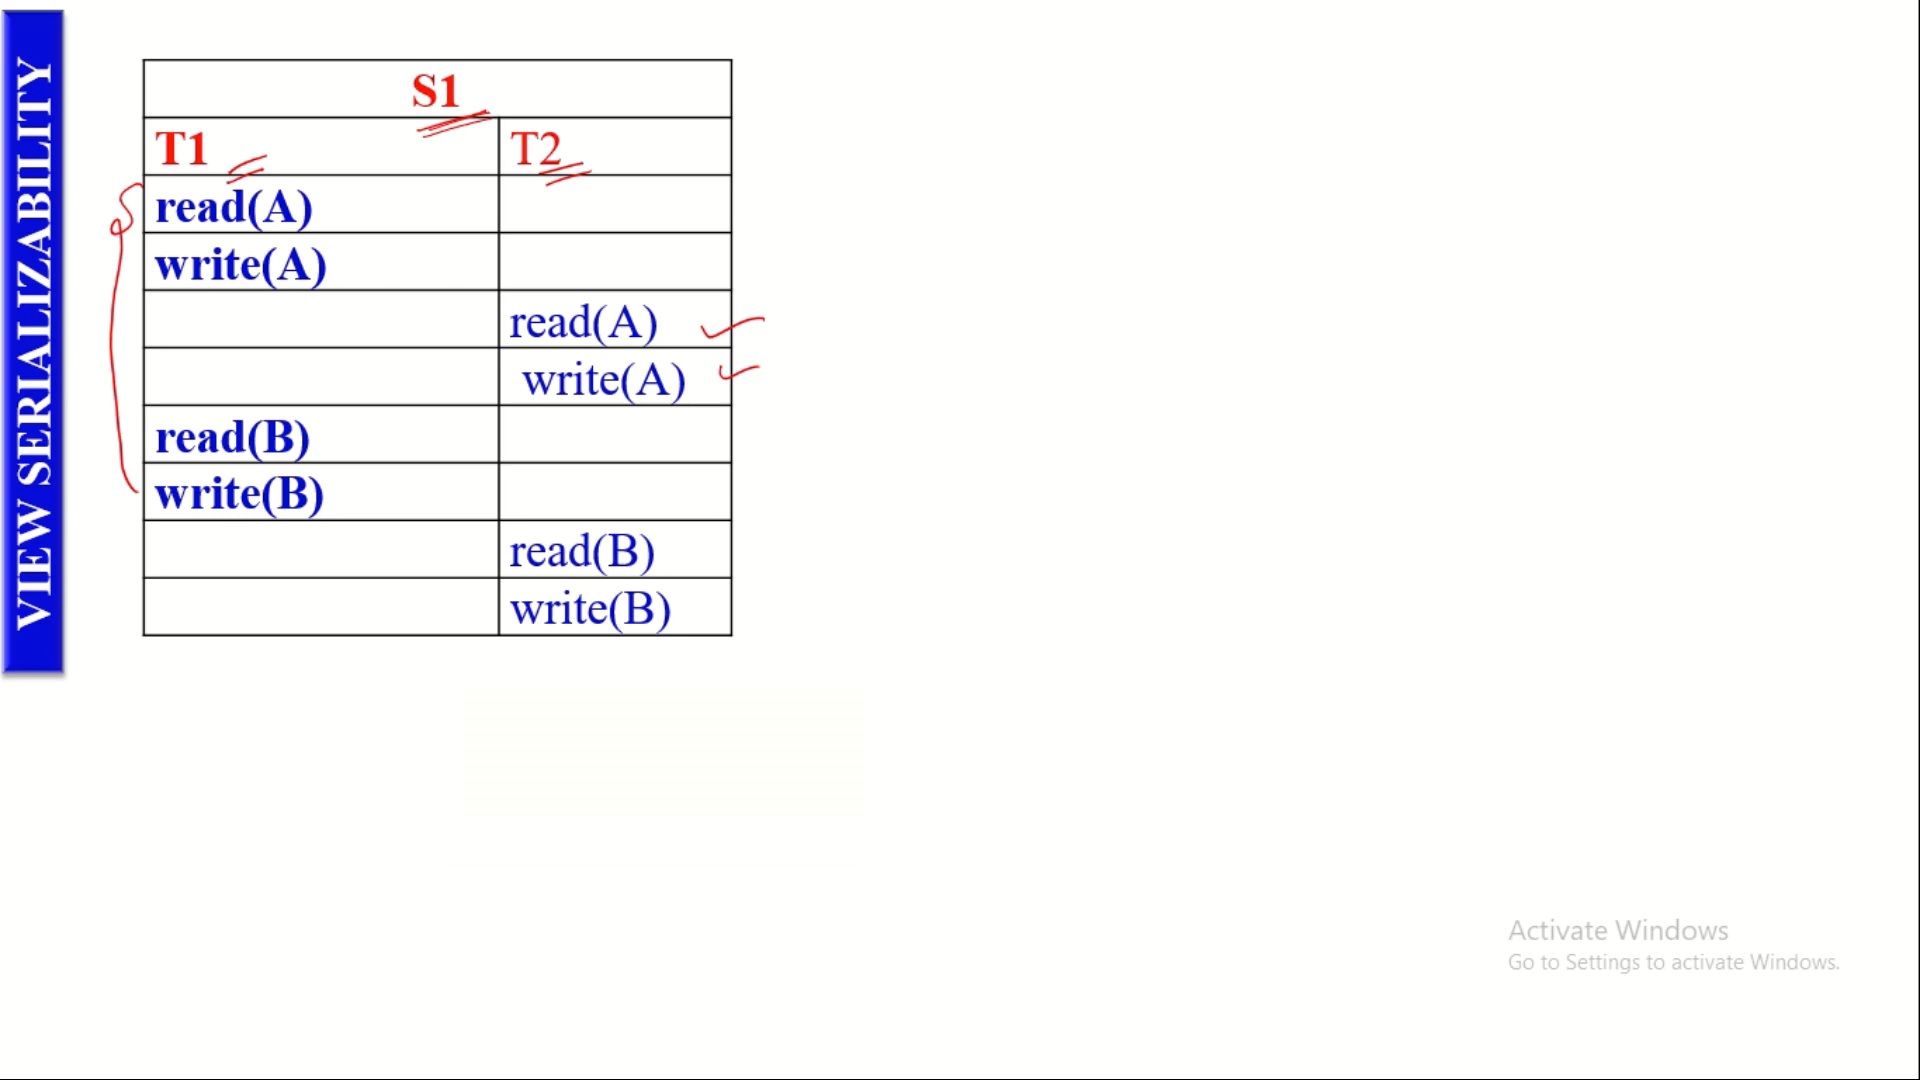 VIEW SERIALIZABILITY
S1
T1 T2
read(A)
write(A)
read(A)
write(A)
read(B)
write(B)
read(B)
write(B)
Activate Windows
Go to Settings to activate Windows.